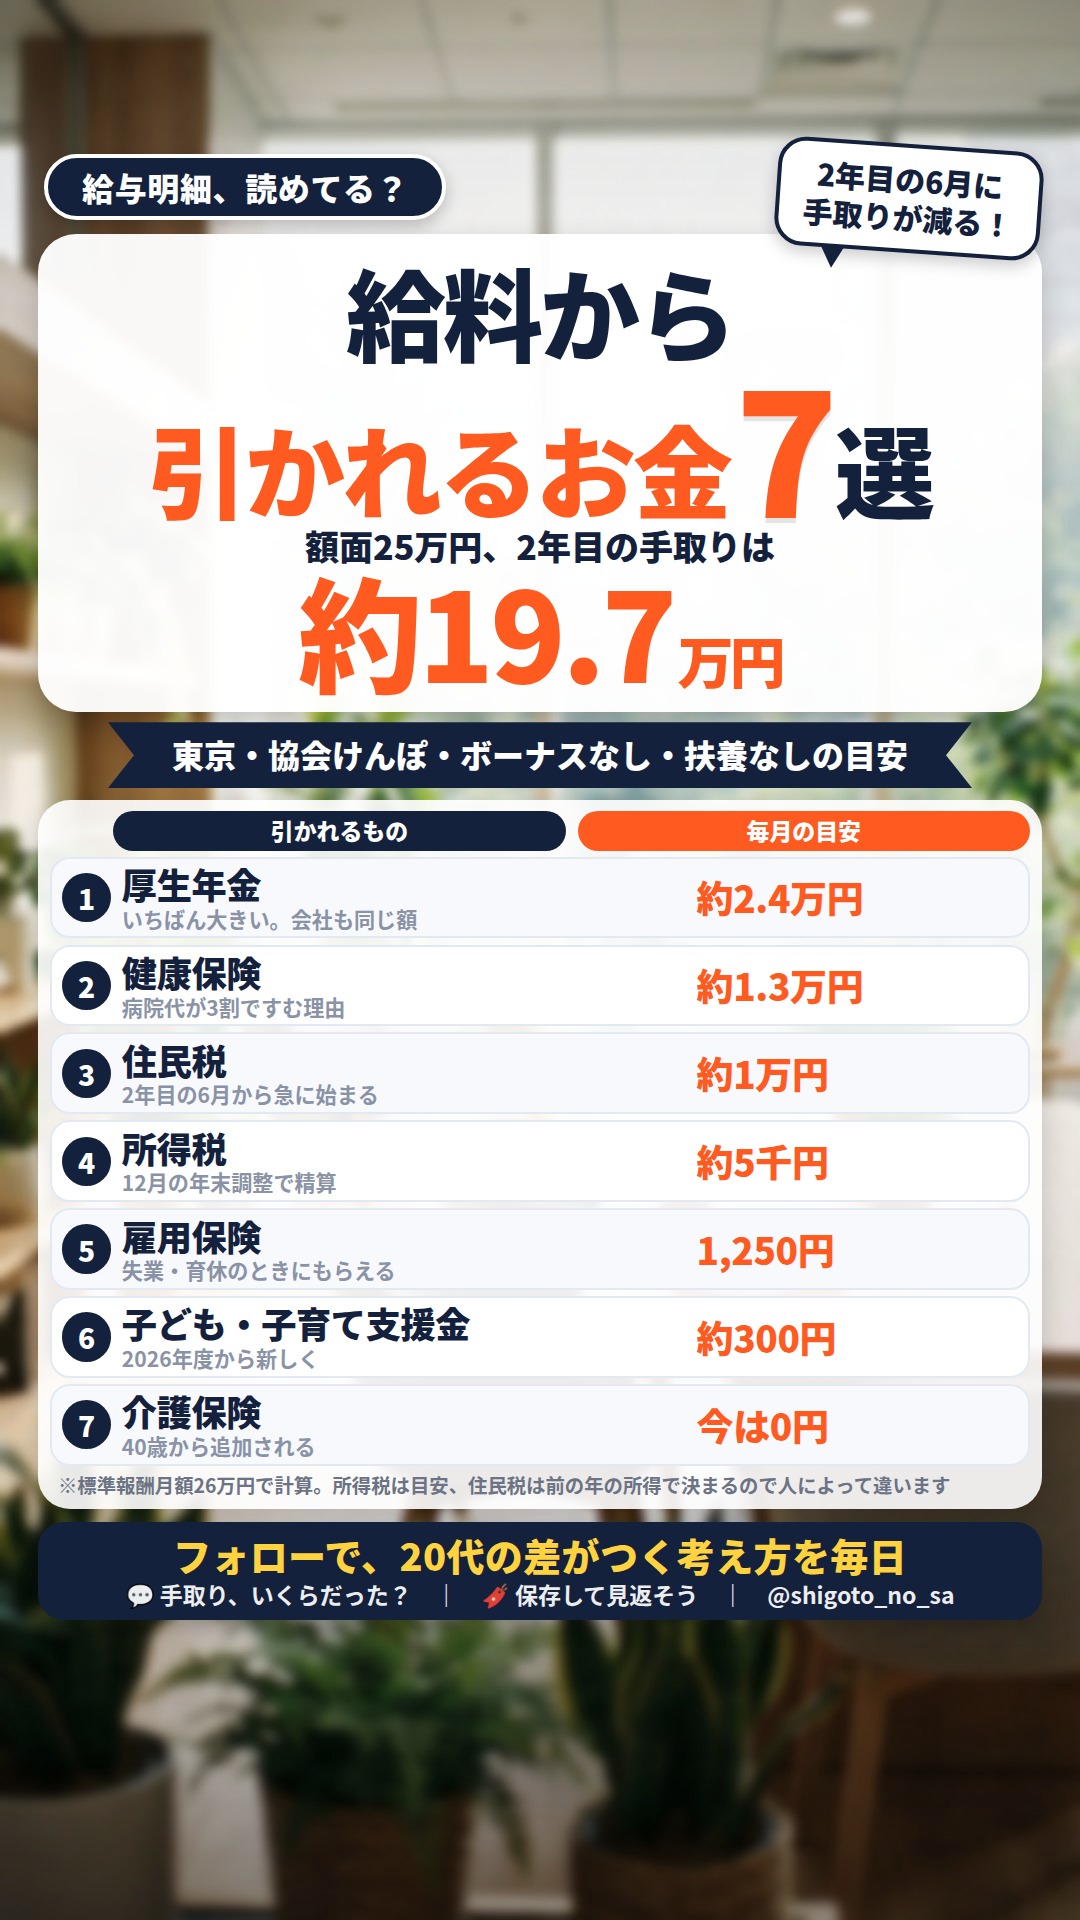 給与明細、読めてる？
2年目の6月に
手取りが減る！
給料から
引かれるお金7選
額面25万円、2年目の手取りは
約19.7万円
東京・協会けんぽ・ボーナスなし・扶養なしの目安
引かれるもの 毎月の目安
1 厚生年金 約2.4万円
いちばん大きい。会社も同じ額
2 健康保険 約1.3万円
病院代が3割ですむ理由
3 住民税 約1万円
2年目の6月から急に始まる
4 所得税 約5千円
12月の年末調整で精算
5 雇用保険 1,250円
失業・育休のときにもらえる
6 子ども・子育て支援金 約300円
2026年度から新しく
7 介護保険 今は0円
40歳から追加される
※標準報酬月額26万円で計算。所得税は目安、住民税は前の年の所得で決まるので人によって違います
フォローで、20代の差がつく考え方を毎日
💬 手取り、いくらだった？ ｜ 🔖 保存して見返そう ｜ @shigoto_no_sa